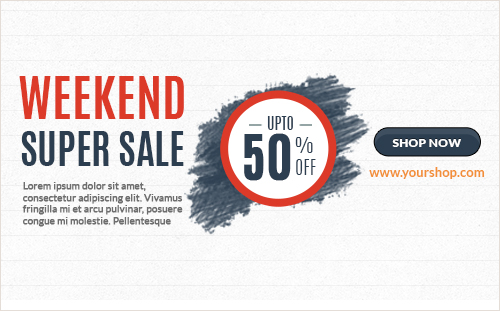 WEEKEND
SUPER SALE
Lorem ipsum dolor sit amet,
consectetur adipiscing elit. Vivamus
fringilla mi et arcu pulvinar, posuere
congue mi molestie. Pellentesque
— UPTO —
50%
OFF
SHOP NOW
www.yourshop.com